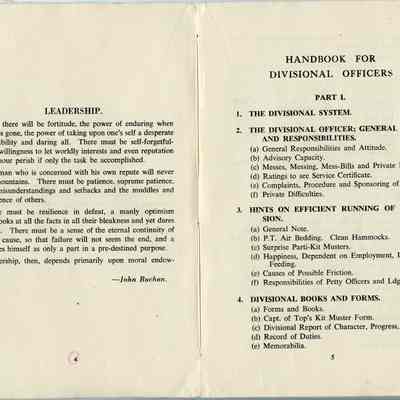 LEADERSHIP.
there will be fortitude, the power of enduring when
s gone, the power of taking upon one's self a desperate
bility and daring all. There must be self-forget-
willingness to let worldly interests and even reputation
hour perish if only the task be accomplished.
man who is concerned with his own repute will never
ountains. There must be patience, supreme patience,
misunderstandings and setbacks and the muddles and
ence of others.
e must be resilience in defeat, a manly optimism
ooks at all the facts in all their bleakness and yet dares
. There must be a sense of the eternal continuity of
cause, so that failure will not seem the end, and a
es himself as only a part in a pre-destined purpose.
ership, then, depends primarily upon moral endow-
—John Buchan.
4
HANDBOOK FOR
DIVISIONAL OFFICERS
PART I.
1. THE DIVISIONAL SYSTEM.
2. THE DIVISIONAL OFFICER: GENERAL
AND RESPONSIBILITIES.
(a) General Responsibilities and Attitude.
(b) Advisory Capacity.
(c) Messes, Messing, Mess-Bills and Private
(d) Ratings to see Service Certificate.
(e) Complaints, Procedure and Sponsoring of
(f) Private Difficulties.
3. HINTS ON EFFICIENT RUNNING OF
SION.
(a) General Note.
(b) P.T. Air Bedding. Clean Hammocks.
(c) Surprise Parti-Kit Musters.
(d) Happiness, Dependent on Employment,
Feeding.
(e) Causes of Possible Friction.
(f) Responsibilities of Petty Officers and Ldg
4. DIVISIONAL BOOKS AND FORMS.
(a) Forms and Books.
(b) Capt. of Top's Kit Muster Form.
(c) Divisional Report of Character, Progress,
(d) Record of Duties.
(e) Memorabilia.
5